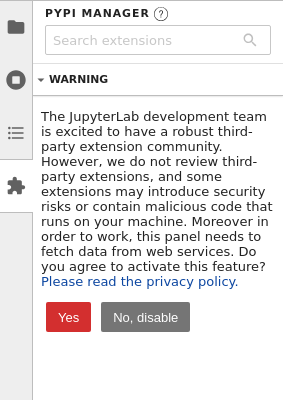 PYPI MANAGER ?
Search extensions
WARNING
The JupyterLab development team
is excited to have a robust third-
party extension community.
However, we do not review third-
party extensions, and some
extensions may introduce security
risks or contain malicious code that
runs on your machine. Moreover in
order to work, this panel needs to
fetch data from web services. Do
you agree to activate this feature?
Please read the privacy policy.
Yes
No, disable